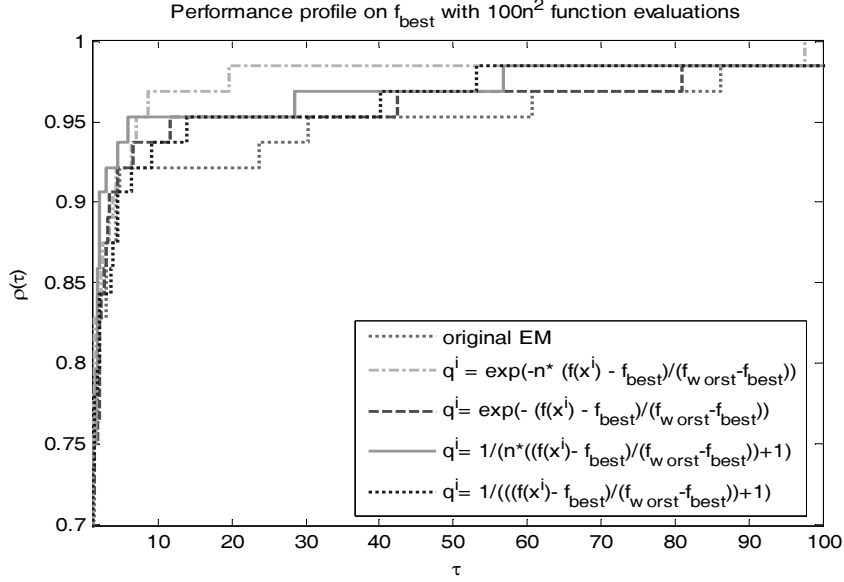 Performance profile on f_best with 100n² function evaluations
1
0.95
0.9
0.85
0.8
0.75
0.7
ρ(τ)
original EM
q^i = exp(-n* (f(x^i) - f_best)/(f_w orst-f_best))
q^i= exp(- (f(x^i) - f_best)/(f_w orst-f_best))
q^i= 1/(n*((f(x^i)- f_best)/(f_w orst-f_best))+1)
q^i= 1/(((f(x^i)- f_best)/(f_w orst-f_best))+1)
10 20 30 40 50 60 70 80 90 100
τ